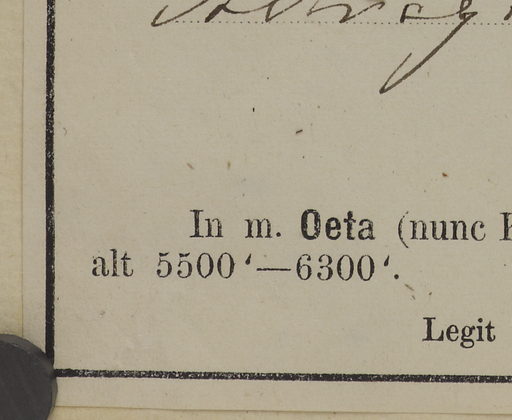 In m. Oeta (nunc
alt 5500‘—6300‘.
Legit